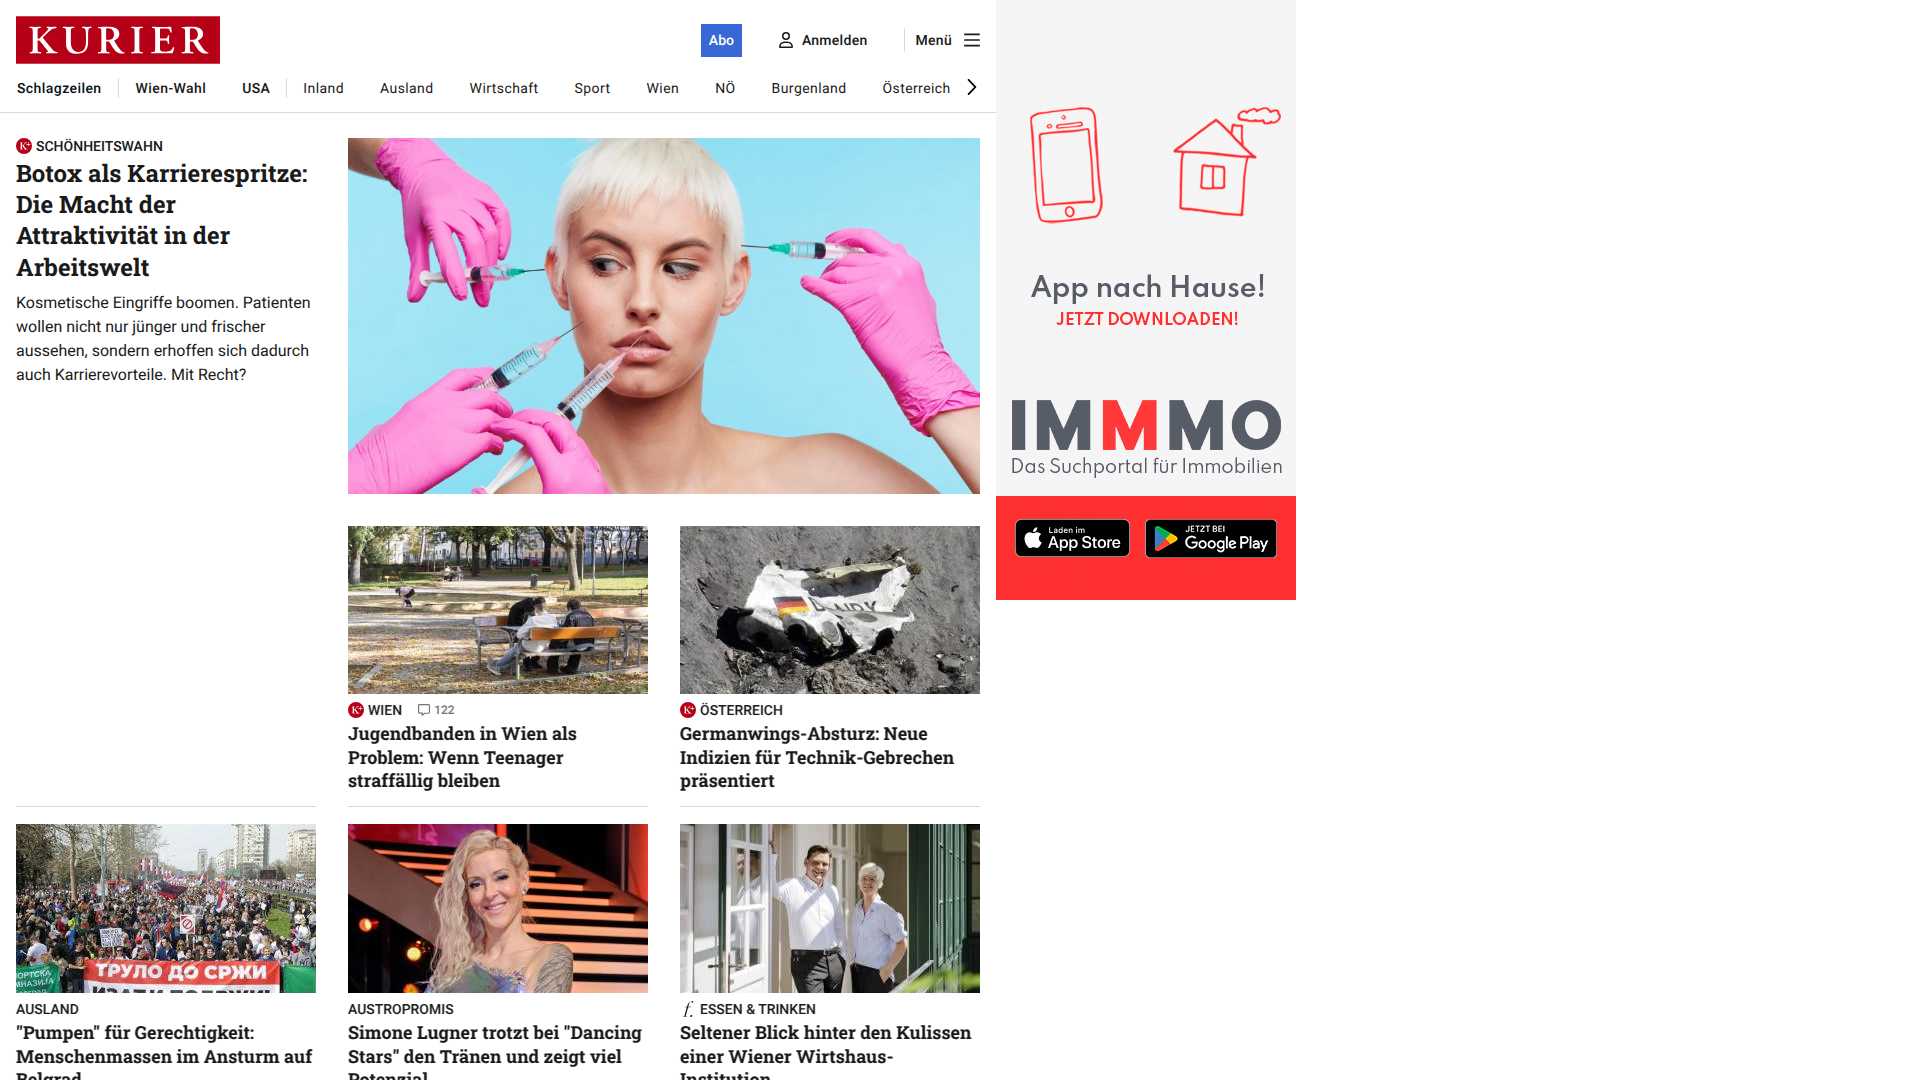 KURIER
Abo
Anmelden
Menü
Schlagzeilen
Wien-Wahl
USA
Inland
Ausland
Wirtschaft
Sport
Wien
NÖ
Burgenland
Österreich
K+ SCHÖNHEITSWAHN
Botox als Karrierespritze:
Die Macht der
Attraktivität in der
Arbeitswelt
Kosmetische Eingriffe boomen. Patienten
wollen nicht nur jünger und frischer
aussehen, sondern erhoffen sich dadurch
auch Karrierevorteile. Mit Recht?
App nach Hause!
JETZT DOWNLOADEN!
IMMMO
Das Suchportal für Immobilien
Laden im
App Store
JETZT BEI
Google Play
K+ WIEN 122
Jugendbanden in Wien als
Problem: Wenn Teenager
straffällig bleiben
K+ ÖSTERREICH
Germanwings-Absturz: Neue
Indizien für Technik-Gebrechen
präsentiert
ТРУЛО ДО СРЖИ
AUSLAND
"Pumpen" für Gerechtigkeit:
Menschenmassen im Ansturm auf
Belgrad
AUSTROPROMIS
Simone Lugner trotzt bei "Dancing
Stars" den Tränen und zeigt viel
Potenzial
f. ESSEN & TRINKEN
Seltener Blick hinter den Kulissen
einer Wiener Wirtshaus-
Institution